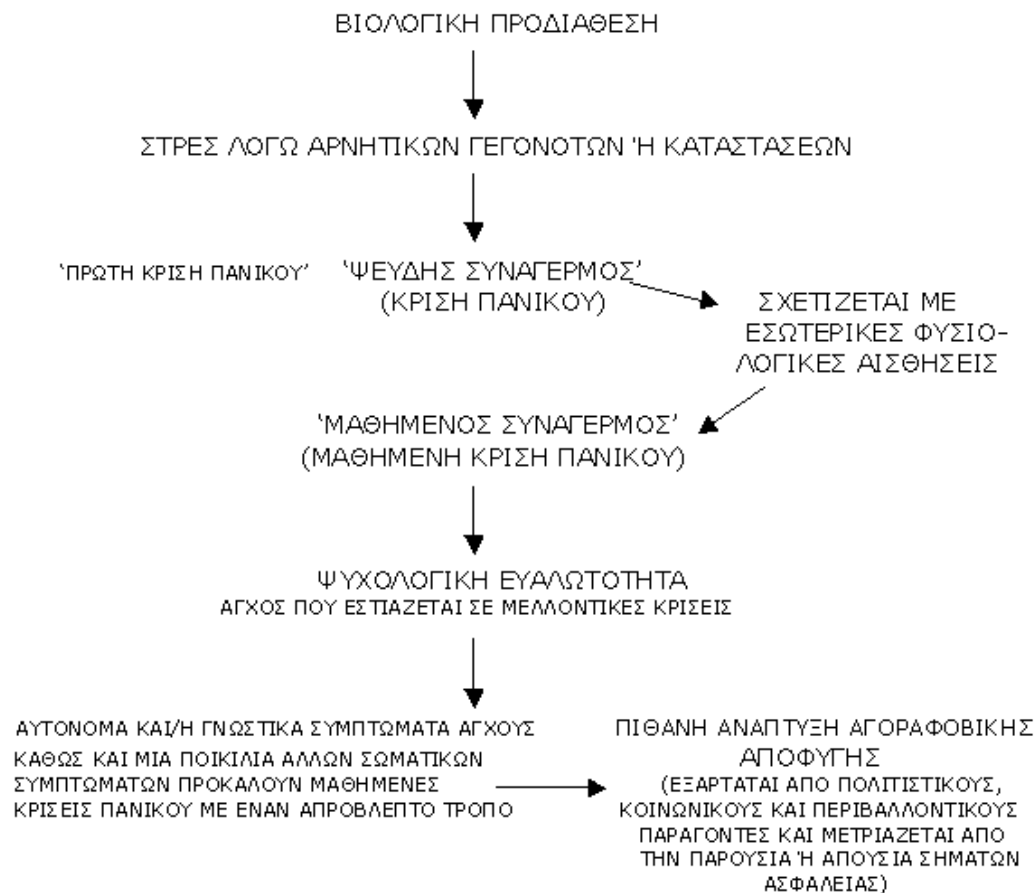 ΒΙΟΛΟΓΙΚΗ ΠΡΟΔΙΑΘΕΣΗ
ΣΤΡΕΣ ΛΟΓΩ ΑΡΝΗΤΙΚΩΝ ΓΕΓΟΝΟΤΩΝ Ή ΚΑΤΑΣΤΑΣΕΩΝ
‘ΠΡΩΤΗ ΚΡΙΣΗ ΠΑΝΙΚΟΥ’
‘ΨΕΥΔΗΣ ΣΥΝΑΓΕΡΜΟΣ’
(ΚΡΙΣΗ ΠΑΝΙΚΟΥ)
ΣΧΕΤΙΖΕΤΑΙ ΜΕ
ΕΣΩΤΕΡΙΚΕΣ ΦΥΣΙΟ-
ΛΟΓΙΚΕΣ ΑΙΣΘΗΣΕΙΣ
‘ΜΑΘΗΜΕΝΟΣ ΣΥΝΑΓΕΡΜΟΣ’
(ΜΑΘΗΜΕΝΗ ΚΡΙΣΗ ΠΑΝΙΚΟΥ)
ΨΥΧΟΛΟΓΙΚΗ ΕΥΑΛΩΤΟΤΗΤΑ
ΑΓΧΟΣ ΠΟΥ ΕΣΤΙΑΖΕΤΑΙ ΣΕ ΜΕΛΛΟΝΤΙΚΕΣ ΚΡΙΣΕΙΣ
ΑΥΤΟΝΟΜΑ ΚΑΙ/Η ΓΝΩΣΤΙΚΑ ΣΥΜΠΤΩΜΑΤΑ ΑΓΧΟΥΣ
ΚΑΘΩΣ ΚΑΙ ΜΙΑ ΠΟΙΚΙΛΙΑ ΑΛΛΩΝ ΣΩΜΑΤΙΚΩΝ
ΣΥΜΠΤΩΜΑΤΩΝ ΠΡΟΚΑΛΟΥΝ ΜΑΘΗΜΕΝΕΣ
ΚΡΙΣΕΙΣ ΠΑΝΙΚΟΥ ΜΕ ΕΝΑΝ ΑΠΡΟΒΛΕΠΤΟ ΤΡΟΠΟ
ΠΙΘΑΝΗ ΑΝΑΠΤΥΞΗ ΑΓΟΡΑΦΟΒΙΚΗΣ
ΑΠΟΦΥΓΗΣ
(ΕΞΑΡΤΑΤΑΙ ΑΠΟ ΠΟΛΙΤΙΣΤΙΚΟΥΣ,
ΚΟΙΝΩΝΙΚΟΥΣ ΚΑΙ ΠΕΡΙΒΑΛΛΟΝΤΙΚΟΥΣ
ΠΑΡΑΓΟΝΤΕΣ ΚΑΙ ΜΕΤΡΙΑΖΕΤΑΙ ΑΠΟ
ΤΗΝ ΠΑΡΟΥΣΙΑ Ή ΑΠΟΥΣΙΑ ΣΗΜΑΤΩΝ
ΑΣΦΑΛΕΙΑΣ)